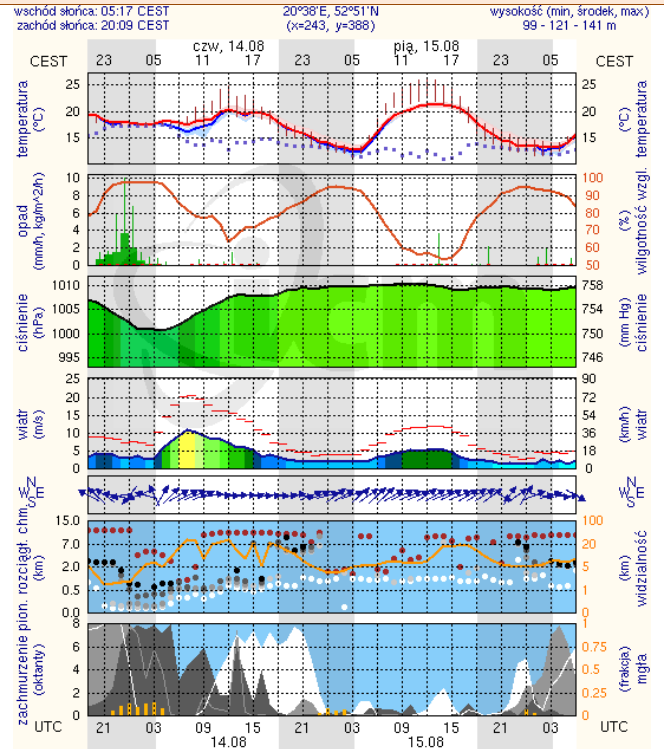 wschód słońca: 05:17 CEST 20°38'E, 52°51'N wysokość (min, środek, max)
zachód słońca: 20:09 CEST (x=243, y=388) 99 - 121 - 141 m
czw, 14.08 pią, 15.08
CEST 23 05 11 17 23 05 11 17 23 05 CEST
temperatura (°C)
25
20
15
25
20
15
temperatura (°C)
opad (mm/h, kg/m^2/h)
10
8
6
4
2
0
100
90
80
70
60
50
(%) wilgotność wzgl.
ciśnienie (hPa)
1010
1005
1000
995
758
754
750
746
(mm Hg) ciśnienie
wiatr (m/s)
25
20
15
10
5
0
90
72
54
36
18
0
(km/h) wiatr
N
W E
S
N
W E
S
pion. rozciągł. chm. (km)
15.0
7.0
2.0
0.5
0.0
100
20
5
1
0
(km) widzialność
zachmurzenie (oktanty)
8
6
4
2
0
1
0.75
0.5
0.25
0
(frakcja) mgła
UTC 21 03 09 15 21 03 09 15 21 03 UTC
14.08 15.08
icm